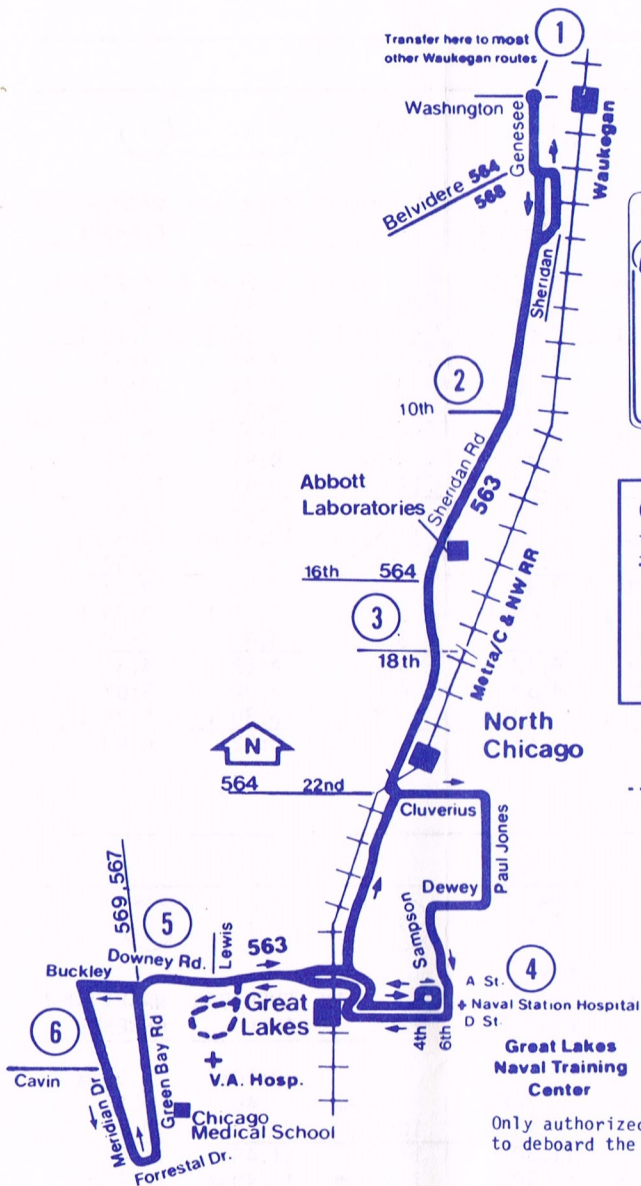 1
Transfer here to most
other Waukegan routes
Washington
Genesee
Waukegan
Belvidere 564
568
Sheridan
2
10th
Sheridan Rd
563
Abbott
Laboratories
16th 564
3
18th
Metra/C & NW RR
N
North
Chicago
564 22nd
Cluverius
Paul Jones
Dewey
Sampson
569,567
5
Lewis
563
Downey Rd.
Buckley
4
A St.
Naval Station Hospital
D St.
4th
6th
Great
Lakes
6
Green Bay Rd
Cavin
Meridian Dr
V.A. Hosp.
Great Lakes
Naval Training
Center
Chicago
Medical School
Forrestal Dr.
Only authorized
to deboard the